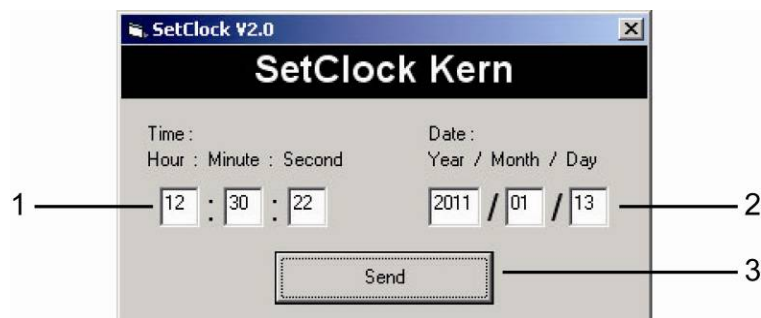 SetClock V2.0
SetClock Kern
Time : Date :
Hour : Minute : Second Year / Month / Day
1 12 : 30 : 22 2011 / 01 / 13 2
Send 3